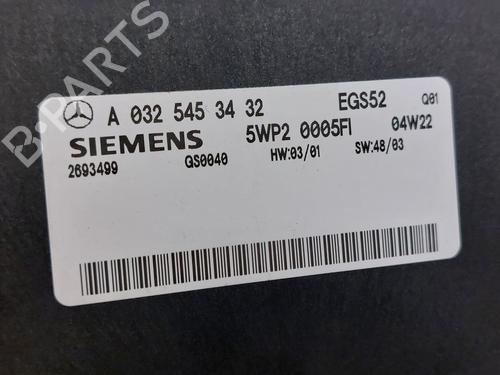 B-PARTS
A 032 545 34 32 EGS52 Q01
SIEMENS 5WP2 0005FI 04W22
2693499 QS0040 HW:03/01 SW:48/03